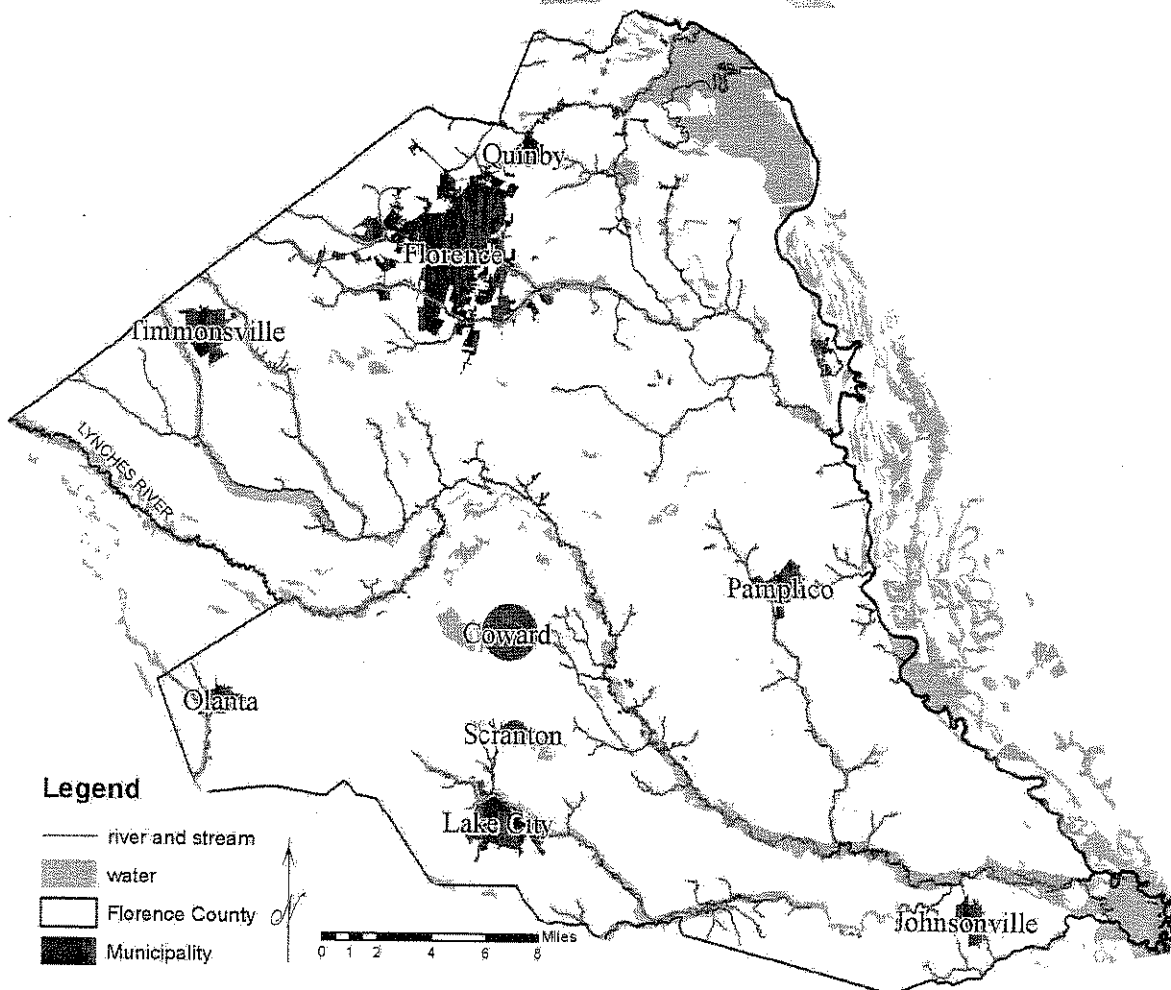 Quinby
Florence
Timmonsville
LYNCHES RIVER
Pamplico
Coward
Olanta
Scranton
Lake City
Johnsonville
Legend
river and stream
water
Florence County
Municipality
0 1 2 4 6 8 Miles